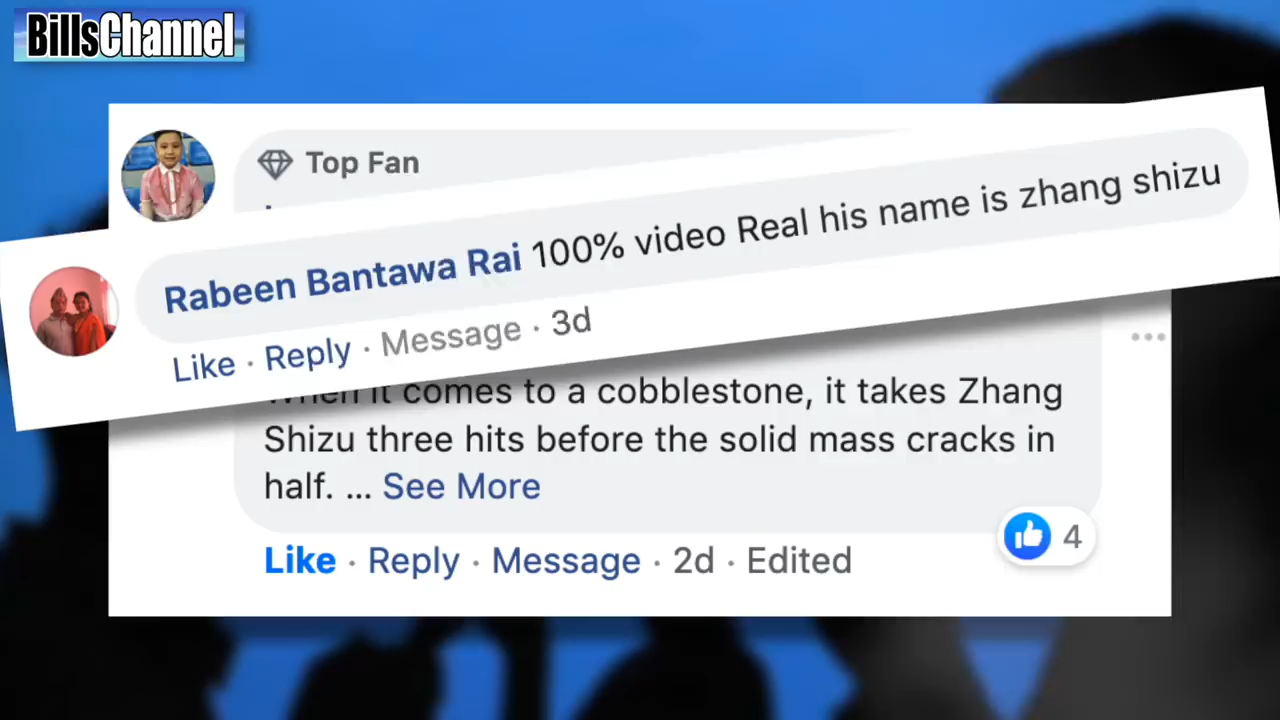 BillsChannel
Top Fan
Rabeen Bantawa Rai 100% video Real his name is zhang shizu
Like · Reply · Message · 3d
When it comes to a cobblestone, it takes Zhang
Shizu three hits before the solid mass cracks in
half. ... See More
4
Like · Reply · Message · 2d · Edited